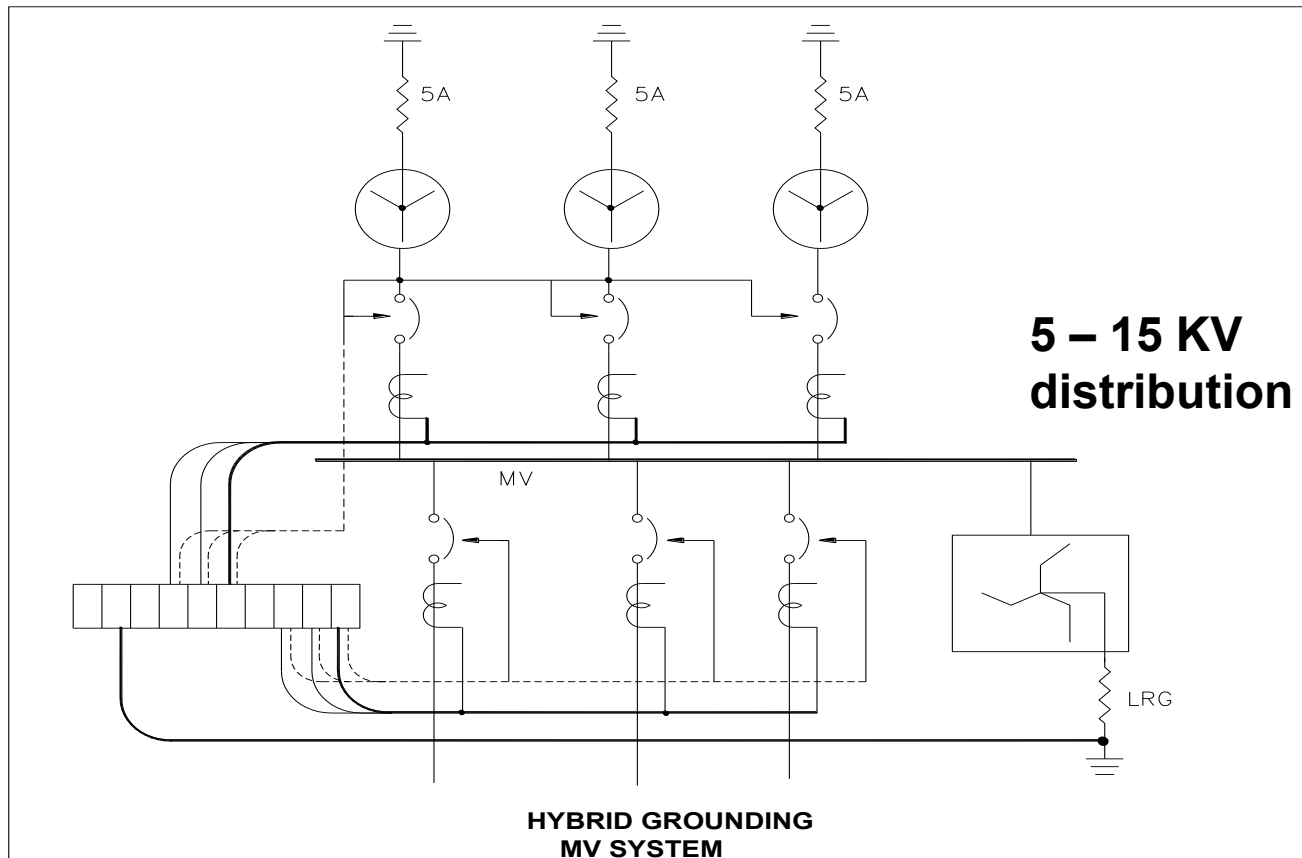 5A
5A
5A
5 – 15 KV
distribution
MV
LRG
HYBRID GROUNDING
MV SYSTEM